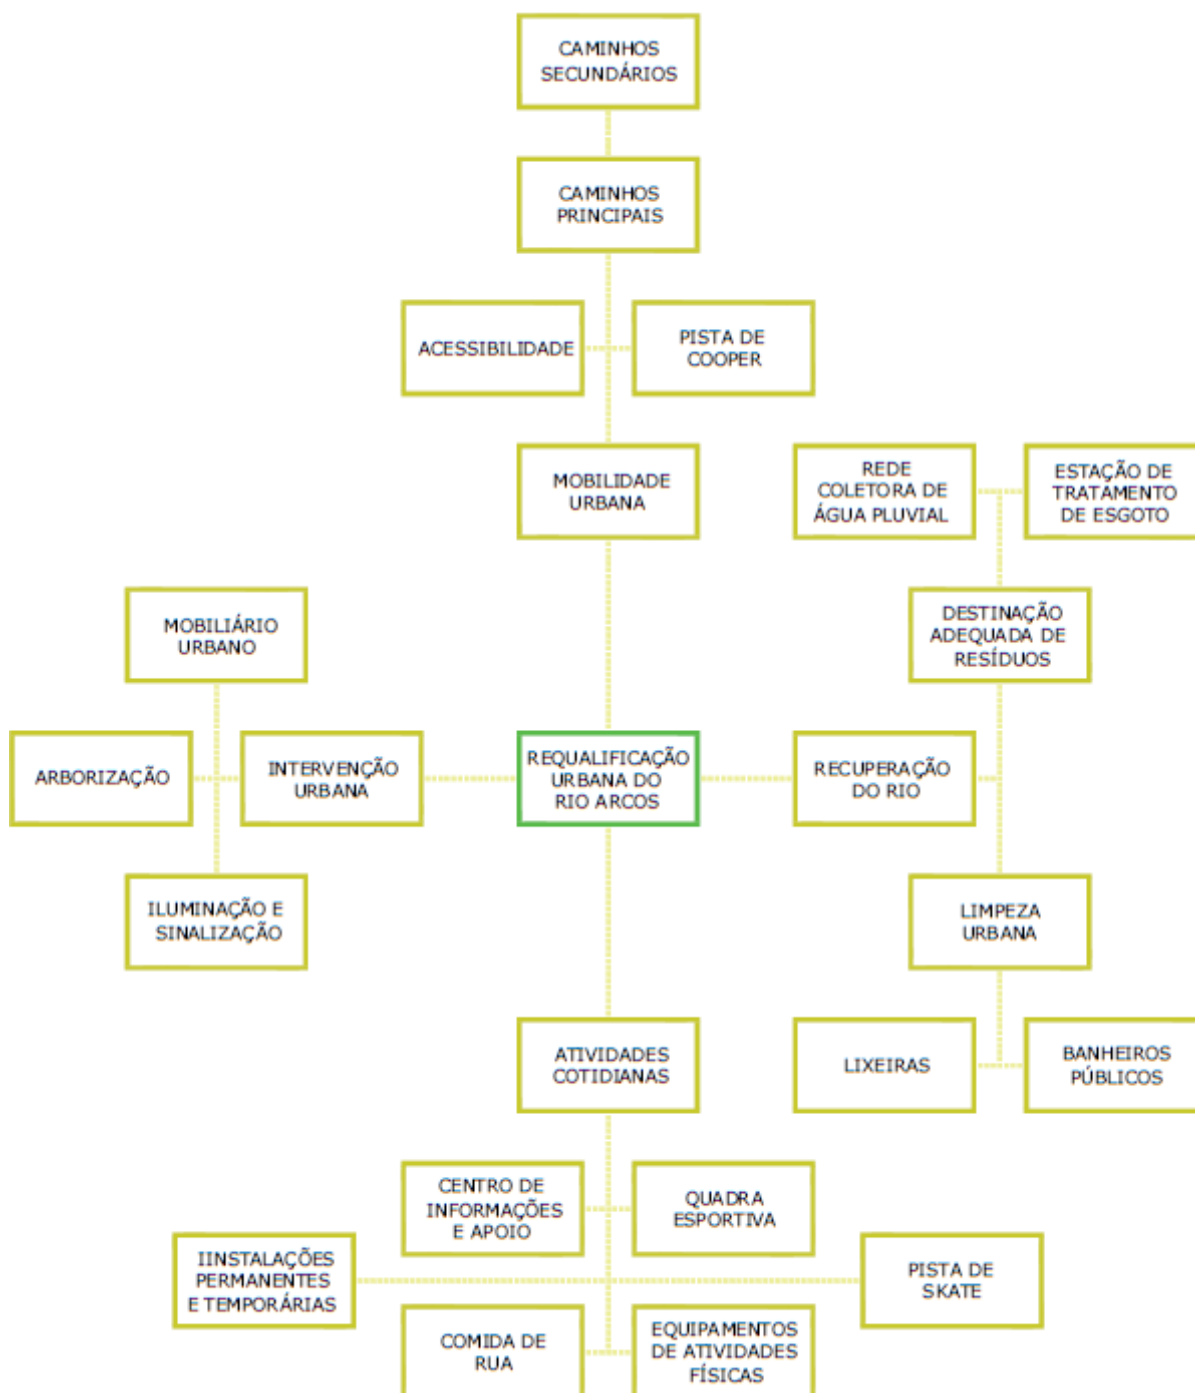 CAMINHOS
SECUNDÁRIOS
CAMINHOS
PRINCIPAIS
ACESSIBILIDADE
PISTA DE
COOPER
MOBILIDADE
URBANA
REDE
COLETORA DE
ÁGUA PLUVIAL
ESTAÇÃO DE
TRATAMENTO
DE ESGOTO
MOBILIÁRIO
URBANO
DESTINAÇÃO
ADEQUADA DE
RESÍDUOS
ARBORIZAÇÃO
INTERVENÇÃO
URBANA
REQUALIFICAÇÃO
URBANA DO
RIO ARCOS
RECUPERAÇÃO
DO RIO
ILUMINAÇÃO E
SINALIZAÇÃO
LIMPEZA
URBANA
ATIVIDADES
COTIDIANAS
LIXEIRAS
BANHEIROS
PÚBLICOS
CENTRO DE
INFORMAÇÕES
E APOIO
QUADRA
ESPORTIVA
IINSTALAÇÕES
PERMANENTES
E TEMPORÁRIAS
PISTA DE
SKATE
COMIDA DE
RUA
EQUIPAMENTOS
DE ATIVIDADES
FÍSICAS